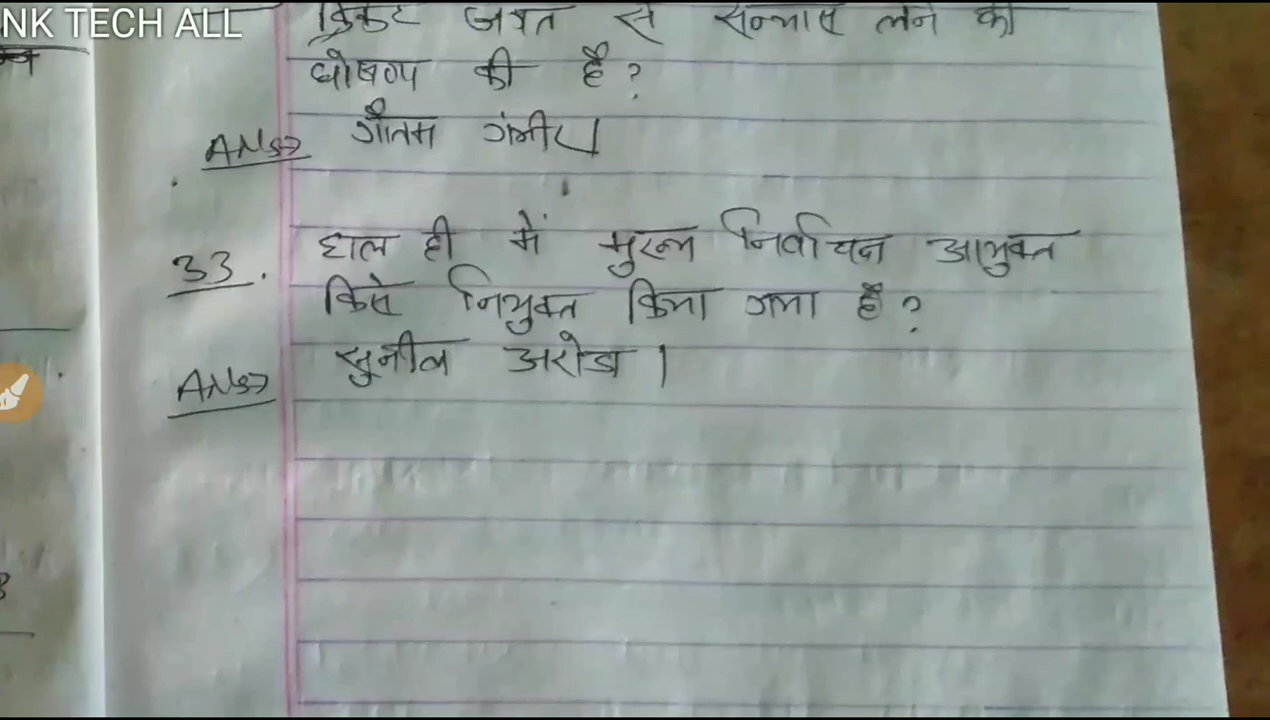 NK TECH ALL
क्रिकेट जगत से सन्यास लेने की
घोषणा की है?
ANS→ गौतम गंभीर।
33. हाल ही में मुख्य निर्वाचन आयुक्त
किसे नियुक्त किया गया है?
ANS→ सुनील अरोडा।